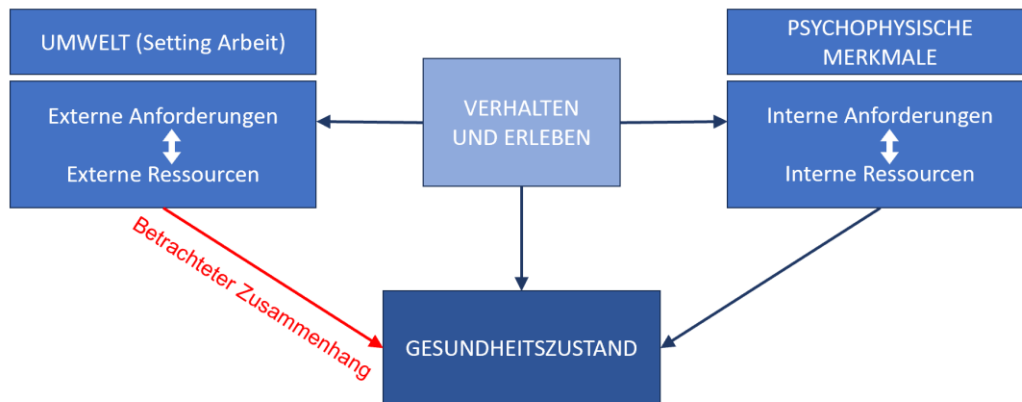 UMWELT (Setting Arbeit)
Externe Anforderungen
Externe Ressourcen
VERHALTEN
UND ERLEBEN
PSYCHOPHYSISCHE
MERKMALE
Interne Anforderungen
Interne Ressourcen
Betrachteter Zusammenhang
GESUNDHEITSZUSTAND